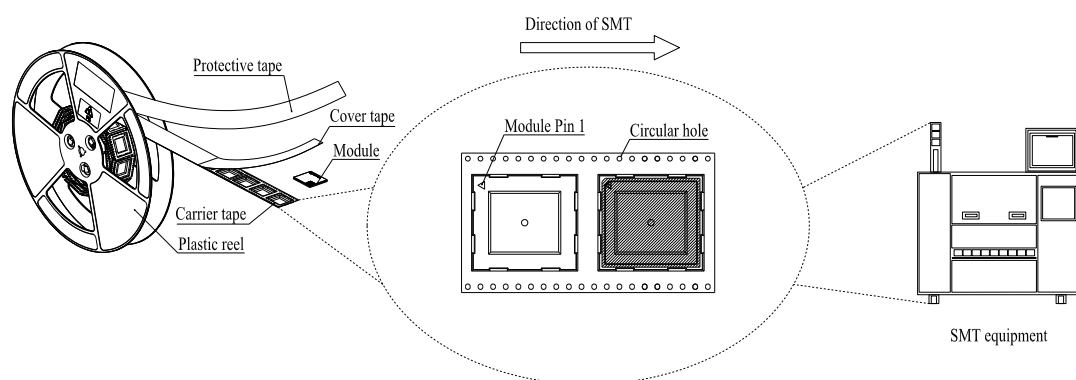 Direction of SMT
Protective tape
Cover tape
Module
Carrier tape
Plastic reel
Module Pin 1
Circular hole
SMT equipment